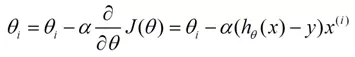 θᵢ = θᵢ − α ∂/∂θ J(θ) = θᵢ − α(h_θ(x) − y)x⁽ⁱ⁾